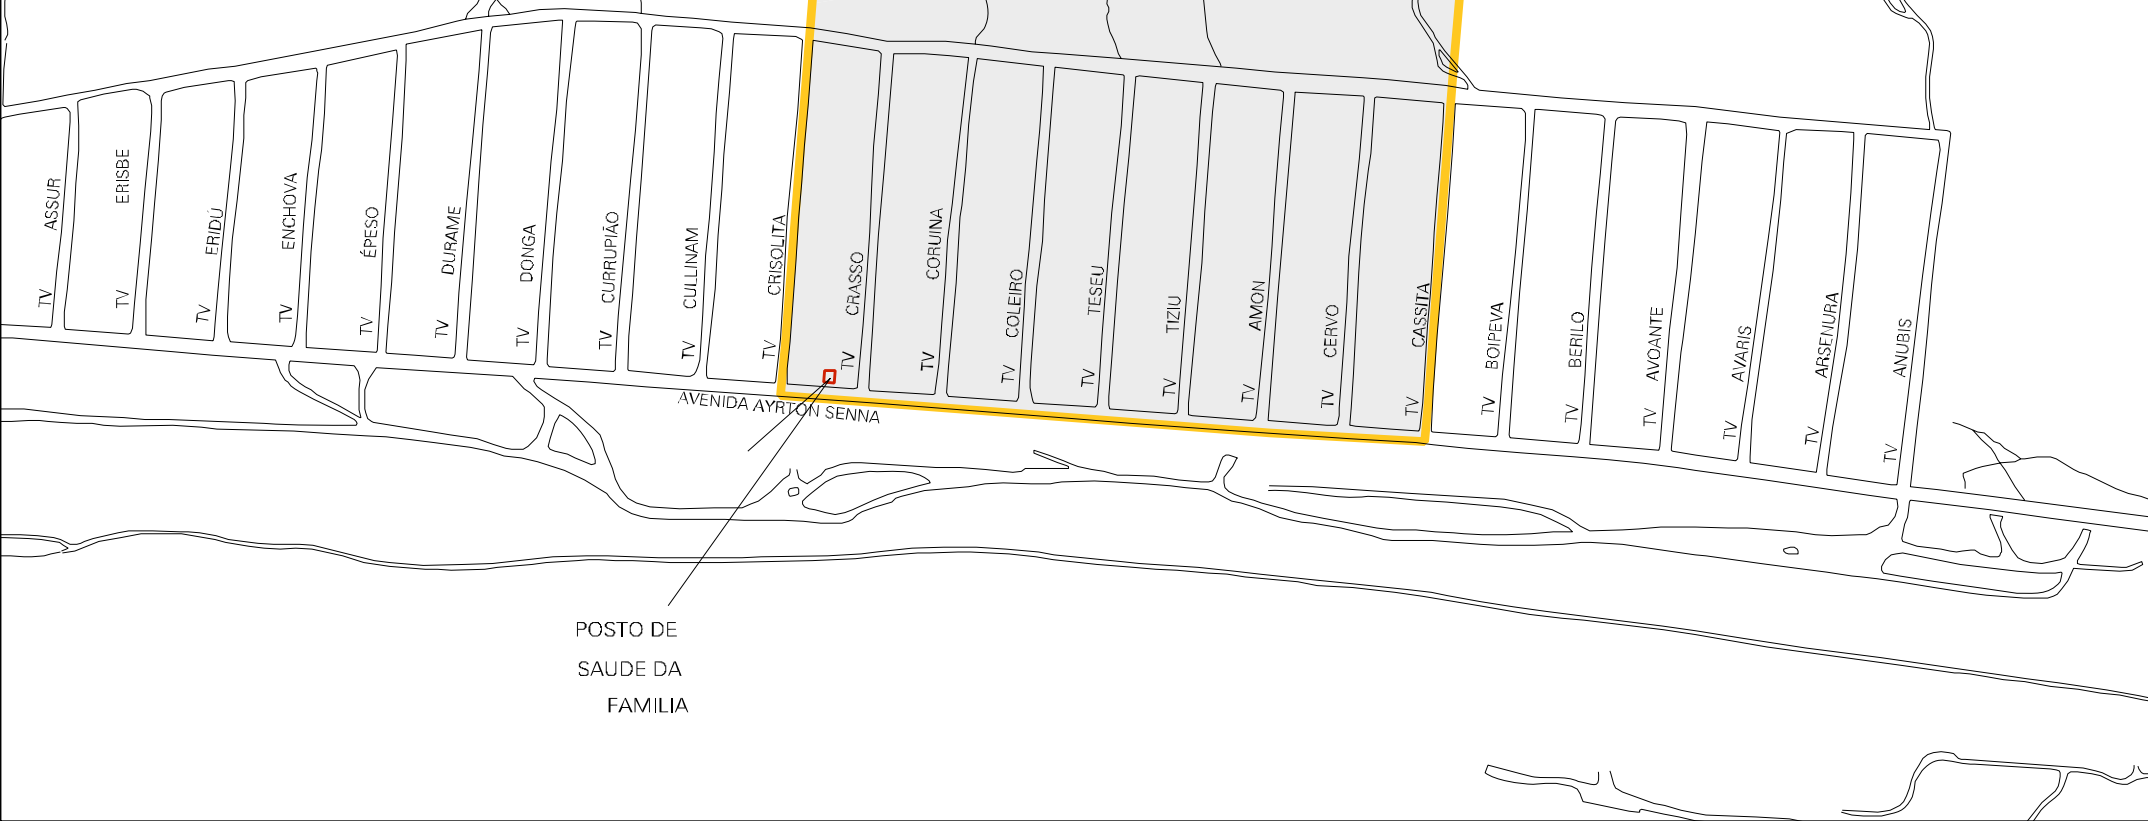 TV ASSUR
TV ERISBE
TV ERIDÚ
TV ENCHOVA
TV ÉPESO
TV DURAME
TV DONGA
TV CURRUPIÃO
TV CULLINAM
TV CRISOLITA
TV CRASSO
TV CORUINA
TV COLEIRO
TV TESEU
TV TIZIU
TV AMON
TV CERVO
TV CASSITA
TV BOIPEVA
TV BERILO
TV AVOANTE
TV AVARIS
TV ARSENURA
TV ANUBIS
AVENIDA AYRTON SENNA
POSTO DE
SAUDE DA
FAMILIA